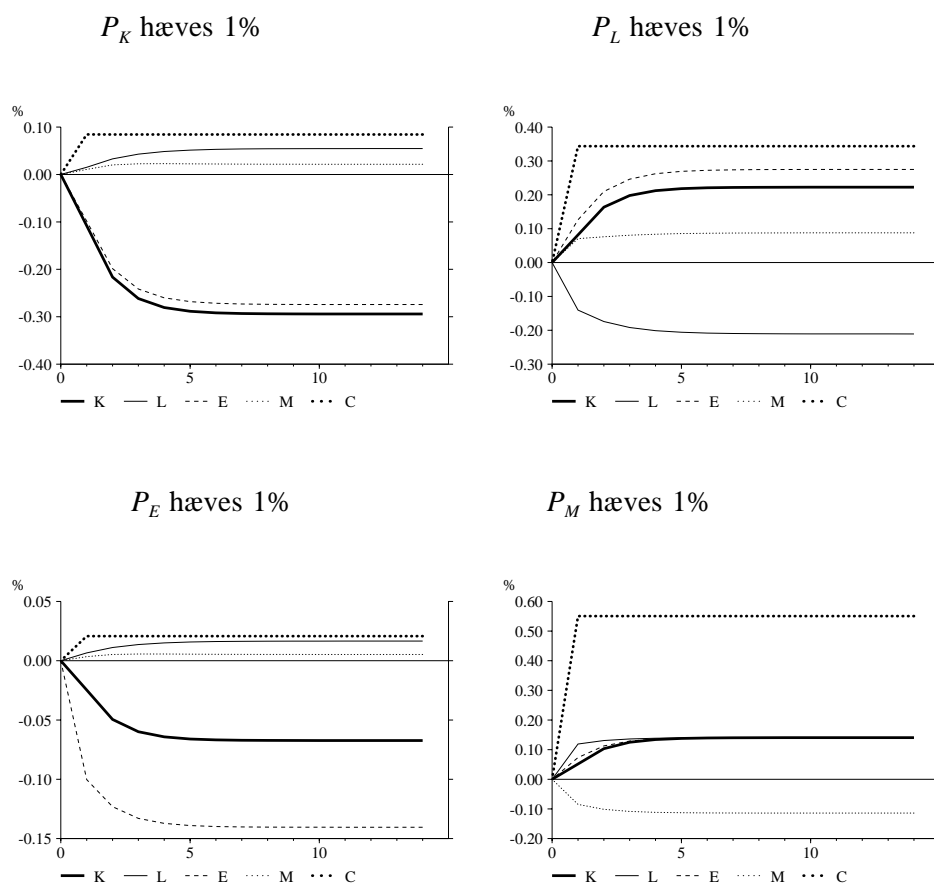 P_K hæves 1%
P_L hæves 1%
%
0.10
0.00
-0.10
-0.20
-0.30
-0.40
0 5 10
K L E M C
%
0.40
0.30
0.20
0.10
0.00
-0.10
-0.20
-0.30
0 5 10
K L E M C
P_E hæves 1%
P_M hæves 1%
%
0.05
0.00
-0.05
-0.10
-0.15
0 5 10
K L E M C
%
0.60
0.50
0.40
0.30
0.20
0.10
0.00
-0.10
-0.20
0 5 10
K L E M C